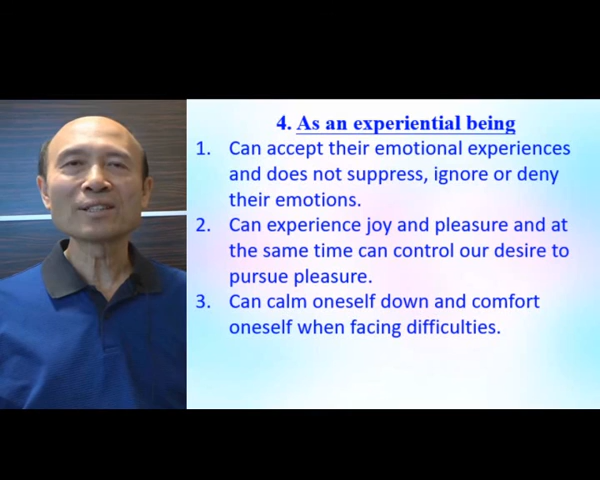 4. As an experiential being
1. Can accept their emotional experiences
and does not suppress, ignore or deny
their emotions.
2. Can experience joy and pleasure and at
the same time can control our desire to
pursue pleasure.
3. Can calm oneself down and comfort
oneself when facing difficulties.